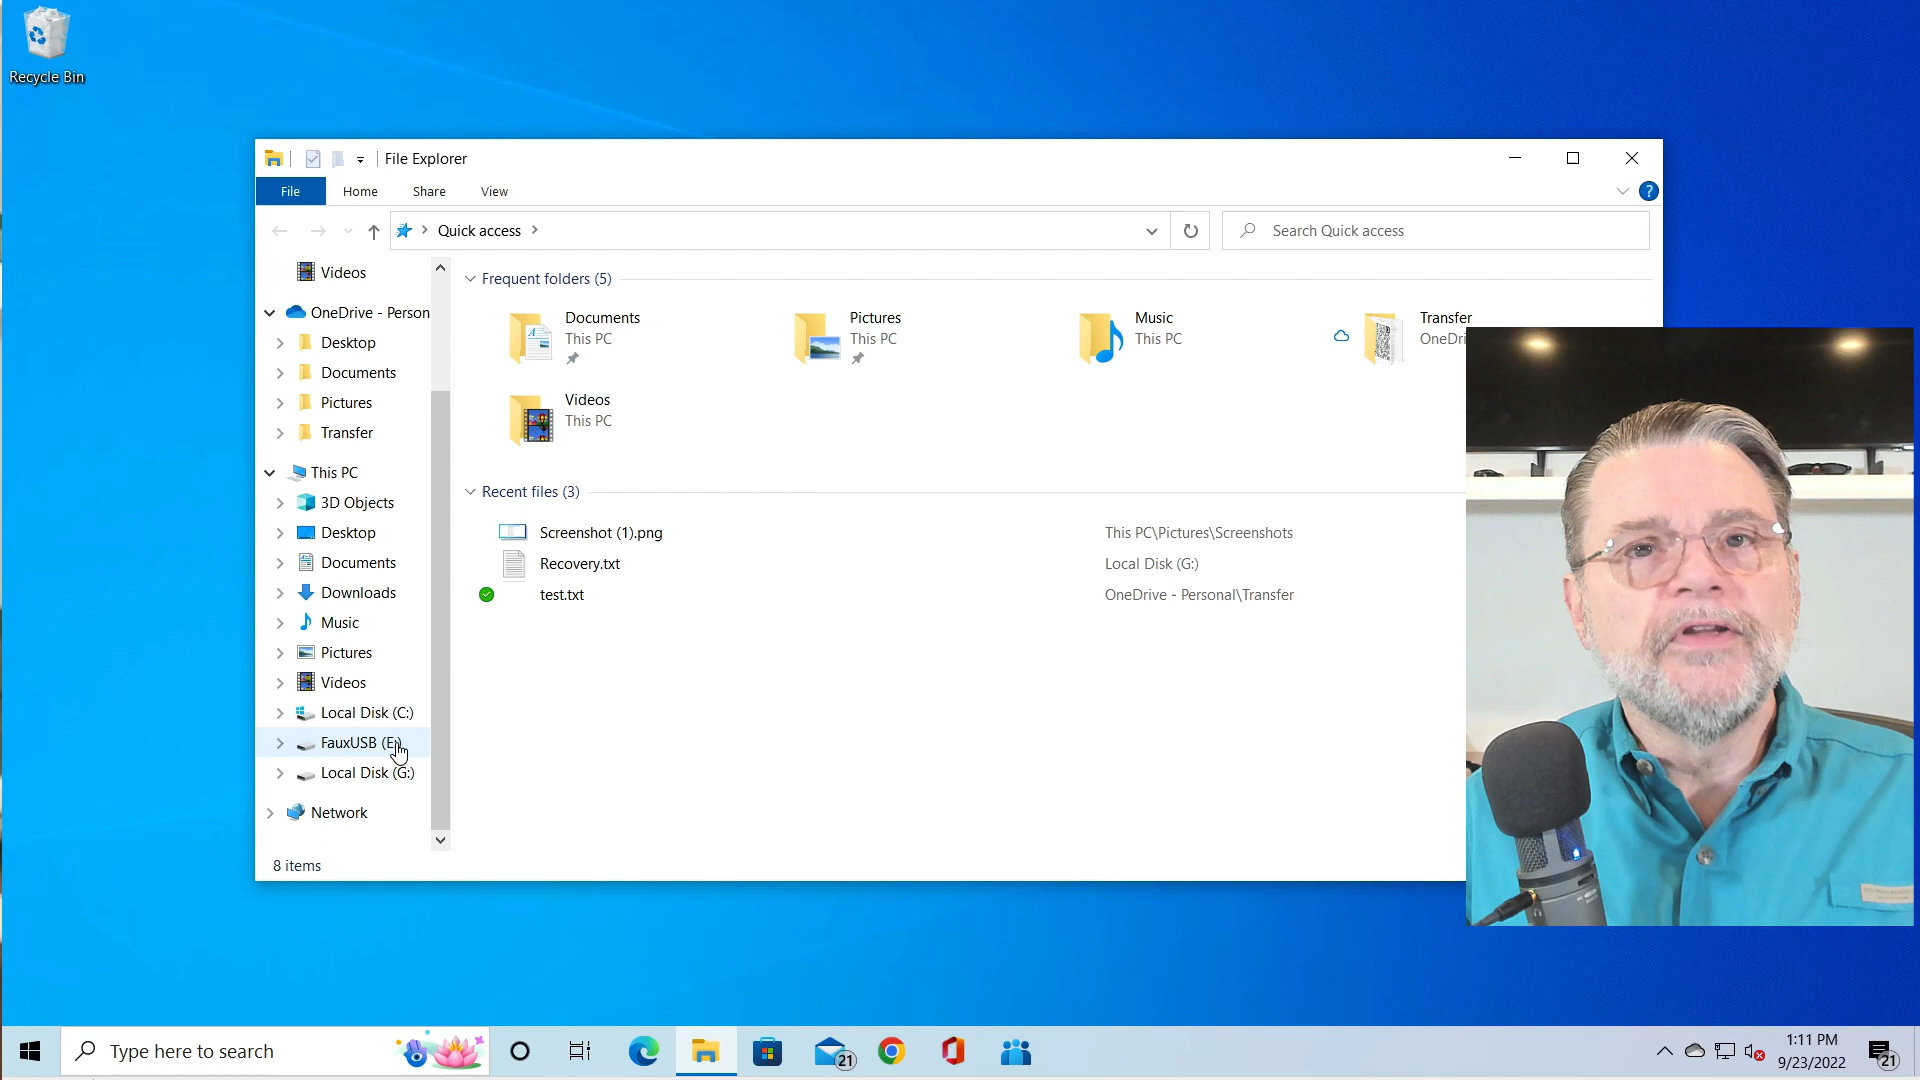 Recycle Bin
File Explorer
File
Home
Share
View
?
Quick access
Search Quick access
Videos
OneDrive - Person
Desktop
Documents
Pictures
Transfer
This PC
3D Objects
Desktop
Documents
Downloads
Music
Pictures
Videos
Local Disk (C:)
FauxUSB (E:)
Local Disk (G:)
Network
Frequent folders (5)
Documents
This PC
Pictures
This PC
Music
This PC
Transfer
OneDri
Videos
This PC
Recent files (3)
Screenshot (1).png
This PC\Pictures\Screenshots
Recovery.txt
Local Disk (G:)
test.txt
OneDrive - Personal\Transfer
8 items
Type here to search
21
1:11 PM
9/23/2022
21